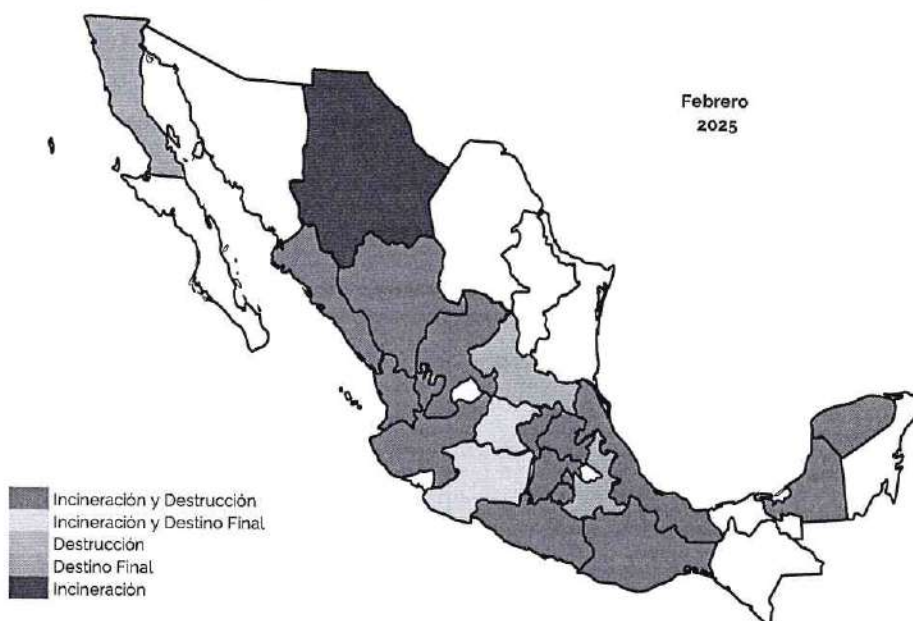 Febrero
2025
Incineración y Destrucción
Incineración y Destino Final
Destrucción
Destino Final
Incineración